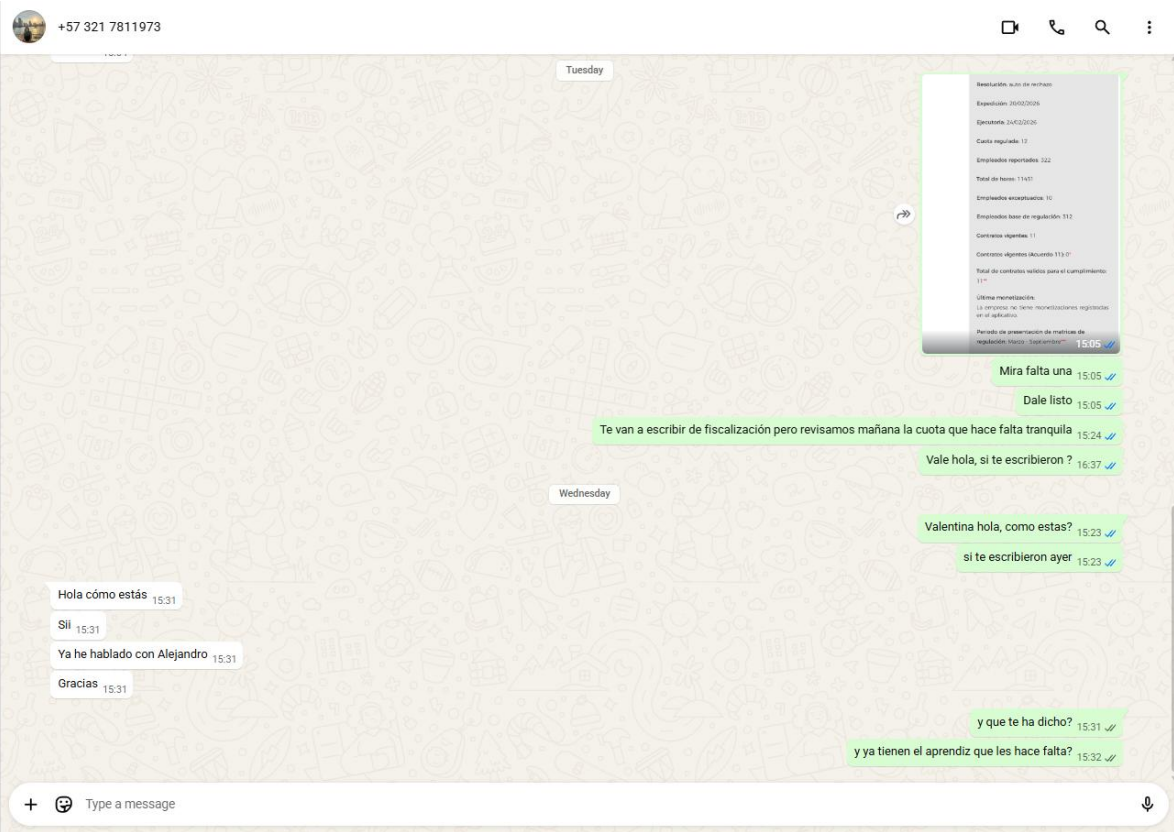 +57 321 7811973
Tuesday
Resolución: auto de rechazo
Expedición: 20/02/2026
Ejecutoria: 24/02/2026
Cuota regulada: 13
Empleados reportados: 322
Total de horas: 11451
Empleados exceptuados: 10
Empleados base de regulación: 312
Contratos vigentes: 11
Contratos vigentes (Acuerdo 11): 0*
Total de contratos validos para el cumplimiento:
11**
Última monetización:
La empresa no tiene monetizaciones registradas
en el aplicativo
Periodo de presentación de matrices de
regulación: Marzo - Septiembre**
15:05
Mira falta una 15:05
Dale listo 15:05
Te van a escribir de fiscalización pero revisamos mañana la cuota que hace falta tranquila 15:24
Vale hola, si te escribieron ? 16:37
Wednesday
Valentina hola, como estas? 15:23
si te escribieron ayer 15:23
Hola cómo estás 15:31
Sii 15:31
Ya he hablado con Alejandro 15:31
Gracias 15:31
y que te ha dicho? 15:31
y ya tienen el aprendiz que les hace falta? 15:32
Type a message